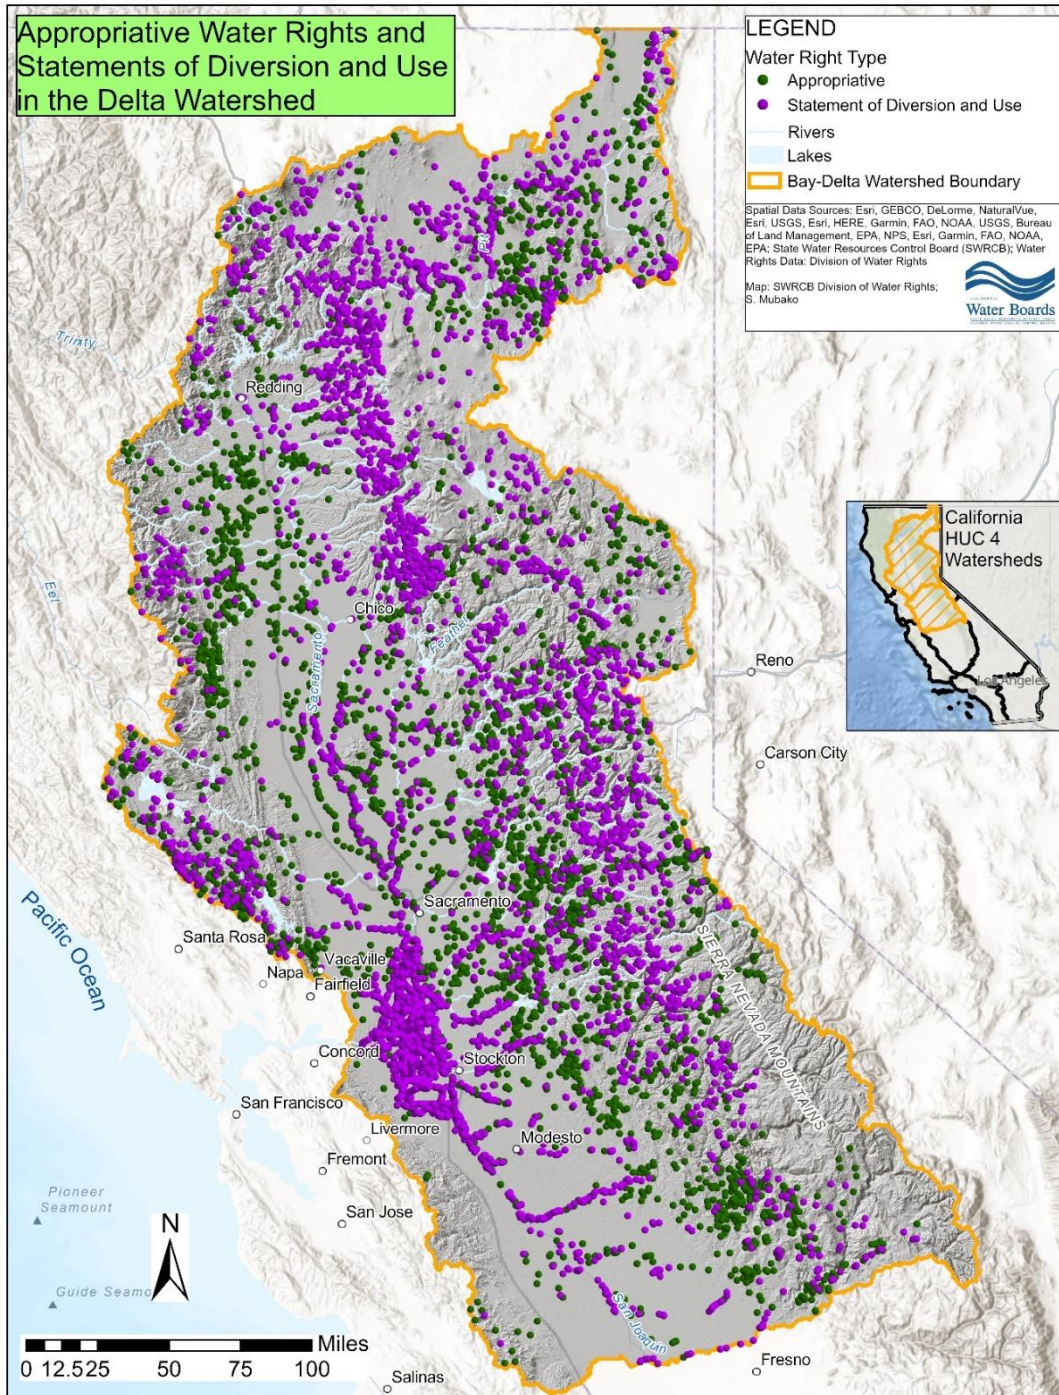 Appropriative Water Rights and
Statements of Diversion and Use
in the Delta Watershed
LEGEND
Water Right Type
Appropriative
Statement of Diversion and Use
Rivers
Lakes
Bay-Delta Watershed Boundary
Spatial Data Sources: Esri, GEBCO, DeLorme, NaturalVue,
Esri, USGS, Esri, HERE, Garmin, FAO, NOAA, USGS, Bureau
of Land Management, EPA, NPS, Esri, Garmin, FAO, NOAA,
EPA; State Water Resources Control Board (SWRCB); Water
Rights Data: Division of Water Rights
Map: SWRCB Division of Water Rights;
S. Mubako
CALIFORNIA
Water Boards
Pit
Trinity
Redding
California
HUC 4
Watersheds
Los Angeles
Eel
Chico
Feather
Sacramento
Reno
Carson City
Sacramento
Pacific Ocean
Santa Rosa
Vacaville
Napa
Fairfield
SIERRA NEVADA MOUNTAINS
Concord
Stockton
San Francisco
Livermore
Modesto
Fremont
Pioneer
Seamount
San Jose
N
Guide Seamo
San Joaquin
Miles
0 12.5 25 50 75 100
Fresno
Salinas